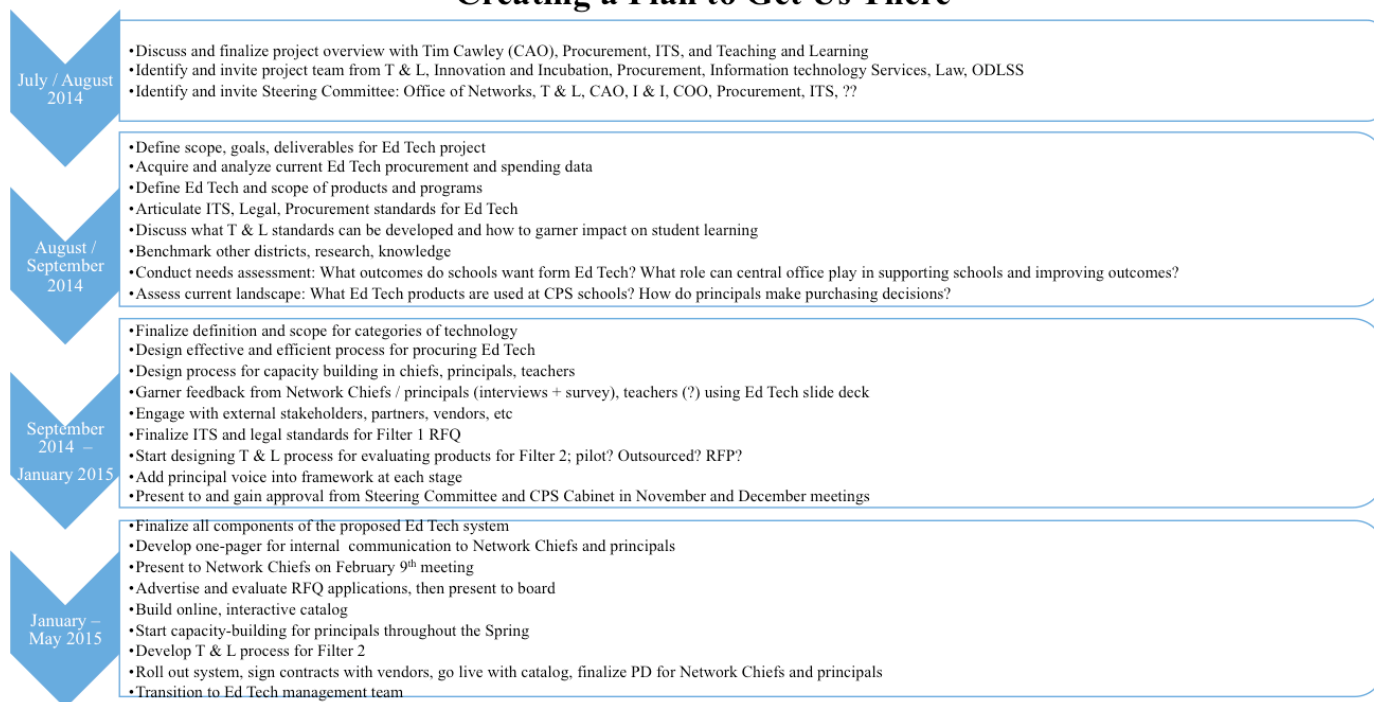 Creating a Plan to Get Us There
July / August
2014
•Discuss and finalize project overview with Tim Cawley (CAO), Procurement, ITS, and Teaching and Learning
•Identify and invite project team from T & L, Innovation and Incubation, Procurement, Information technology Services, Law, ODLSS
•Identify and invite Steering Committee: Office of Networks, T & L, CAO, I & I, COO, Procurement, ITS, ??
August /
September
2014
•Define scope, goals, deliverables for Ed Tech project
•Acquire and analyze current Ed Tech procurement and spending data
•Define Ed Tech and scope of products and programs
•Articulate ITS, Legal, Procurement standards for Ed Tech
•Discuss what T & L standards can be developed and how to garner impact on student learning
•Benchmark other districts, research, knowledge
•Conduct needs assessment: What outcomes do schools want form Ed Tech? What role can central office play in supporting schools and improving outcomes?
•Assess current landscape: What Ed Tech products are used at CPS schools? How do principals make purchasing decisions?
September
2014 –
January 2015
•Finalize definition and scope for categories of technology
•Design effective and efficient process for procuring Ed Tech
•Design process for capacity building in chiefs, principals, teachers
•Garner feedback from Network Chiefs / principals (interviews + survey), teachers (?) using Ed Tech slide deck
•Engage with external stakeholders, partners, vendors, etc
•Finalize ITS and legal standards for Filter 1 RFQ
•Start designing T & L process for evaluating products for Filter 2; pilot? Outsourced? RFP?
•Add principal voice into framework at each stage
•Present to and gain approval from Steering Committee and CPS Cabinet in November and December meetings
January –
May 2015
•Finalize all components of the proposed Ed Tech system
•Develop one-pager for internal communication to Network Chiefs and principals
•Present to Network Chiefs on February 9th meeting
•Advertise and evaluate RFQ applications, then present to board
•Build online, interactive catalog
•Start capacity-building for principals throughout the Spring
•Develop T & L process for Filter 2
•Roll out system, sign contracts with vendors, go live with catalog, finalize PD for Network Chiefs and principals
•Transition to Ed Tech management team